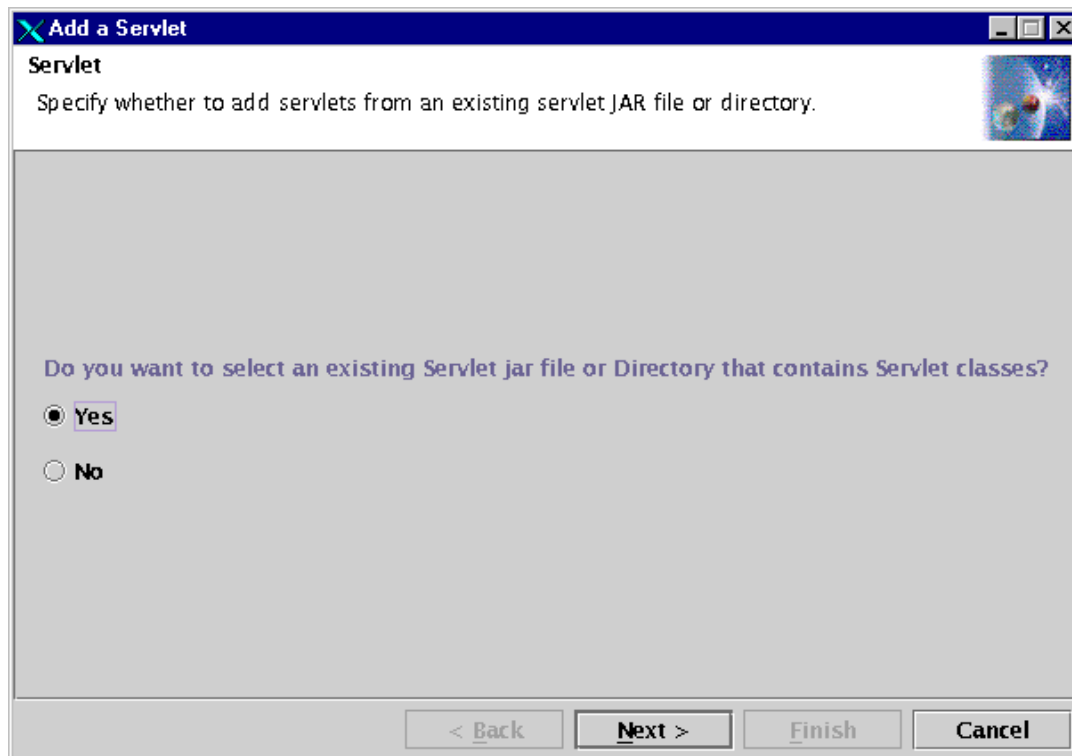 Add a Servlet
Servlet
Specify whether to add servlets from an existing servlet JAR file or directory.
Do you want to select an existing Servlet jar file or Directory that contains Servlet classes?
Yes
No
< Back Next > Finish Cancel